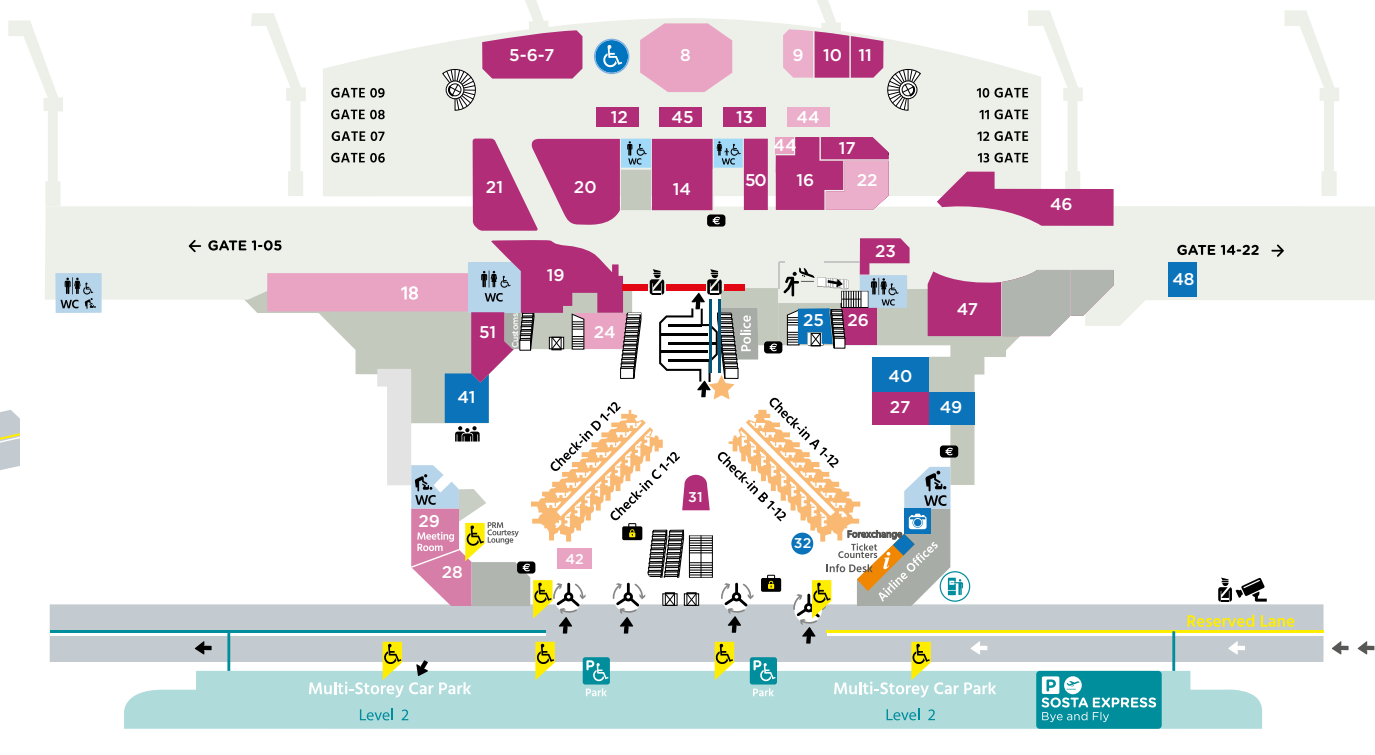 5-6-7
8
9
10
11
GATE 09
GATE 08
GATE 07
GATE 06
10 GATE
11 GATE
12 GATE
13 GATE
12
45
13
44
WC
WC
44
17
21
20
14
50
16
22
46
€
← GATE 1-05
GATE 14-22 →
19
23
48
WC
18
WC
WC
47
51
Customs
24
Police
25
26
€
40
41
27
49
Check-in D 1-12
Check-in C 1-12
Check-in A 1-12
Check-in B 1-12
€
WC
WC
31
29
Meeting
Room
PRM
Courtesy
Lounge
32
Forexchange
Ticket
Counters
Info Desk
i
Airline Offices
42
28
€
Reserved Lane
P
Park
P
Park
Multi-Storey Car Park
Level 2
Multi-Storey Car Park
Level 2
P
SOSTA EXPRESS
Bye and Fly